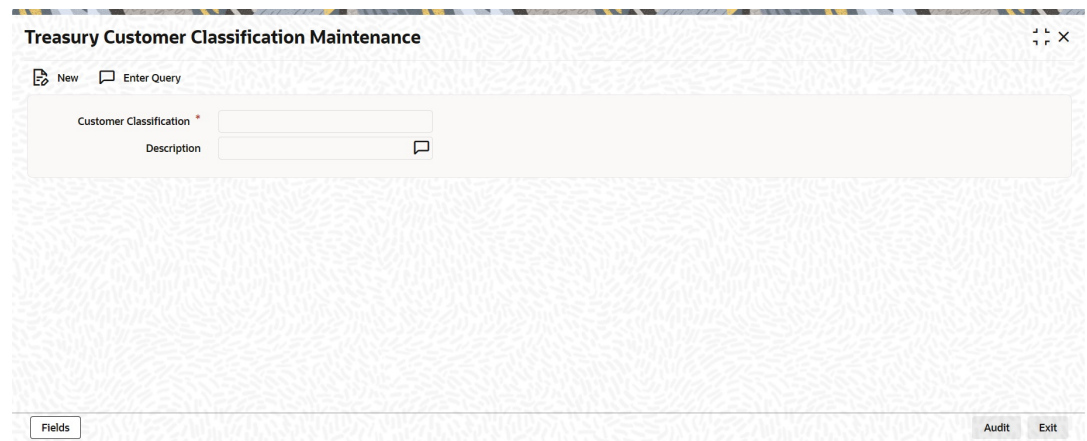 Treasury Customer Classification Maintenance
New Enter Query
Customer Classification *
Description
Fields Audit Exit